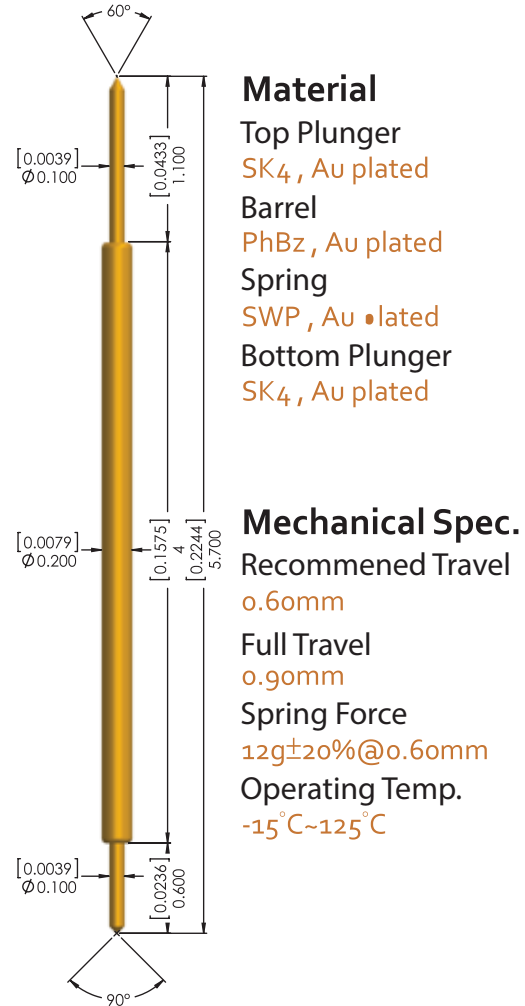 60°
[0.0039]
Ø0.100
[0.0433]
1.100
[0.0079]
Ø0.200
[0.1575]
4
[0.2244]
5.700
[0.0039]
Ø0.100
[0.0236]
0.600
90°
Material
Top Plunger
SK4 , Au plated
Barrel
PhBz , Au plated
Spring
SWP , Au •lated
Bottom Plunger
SK4 , Au plated
Mechanical Spec.
Recommened Travel
0.60mm
Full Travel
0.90mm
Spring Force
12g±20%@0.60mm
Operating Temp.
-15°C~125°C